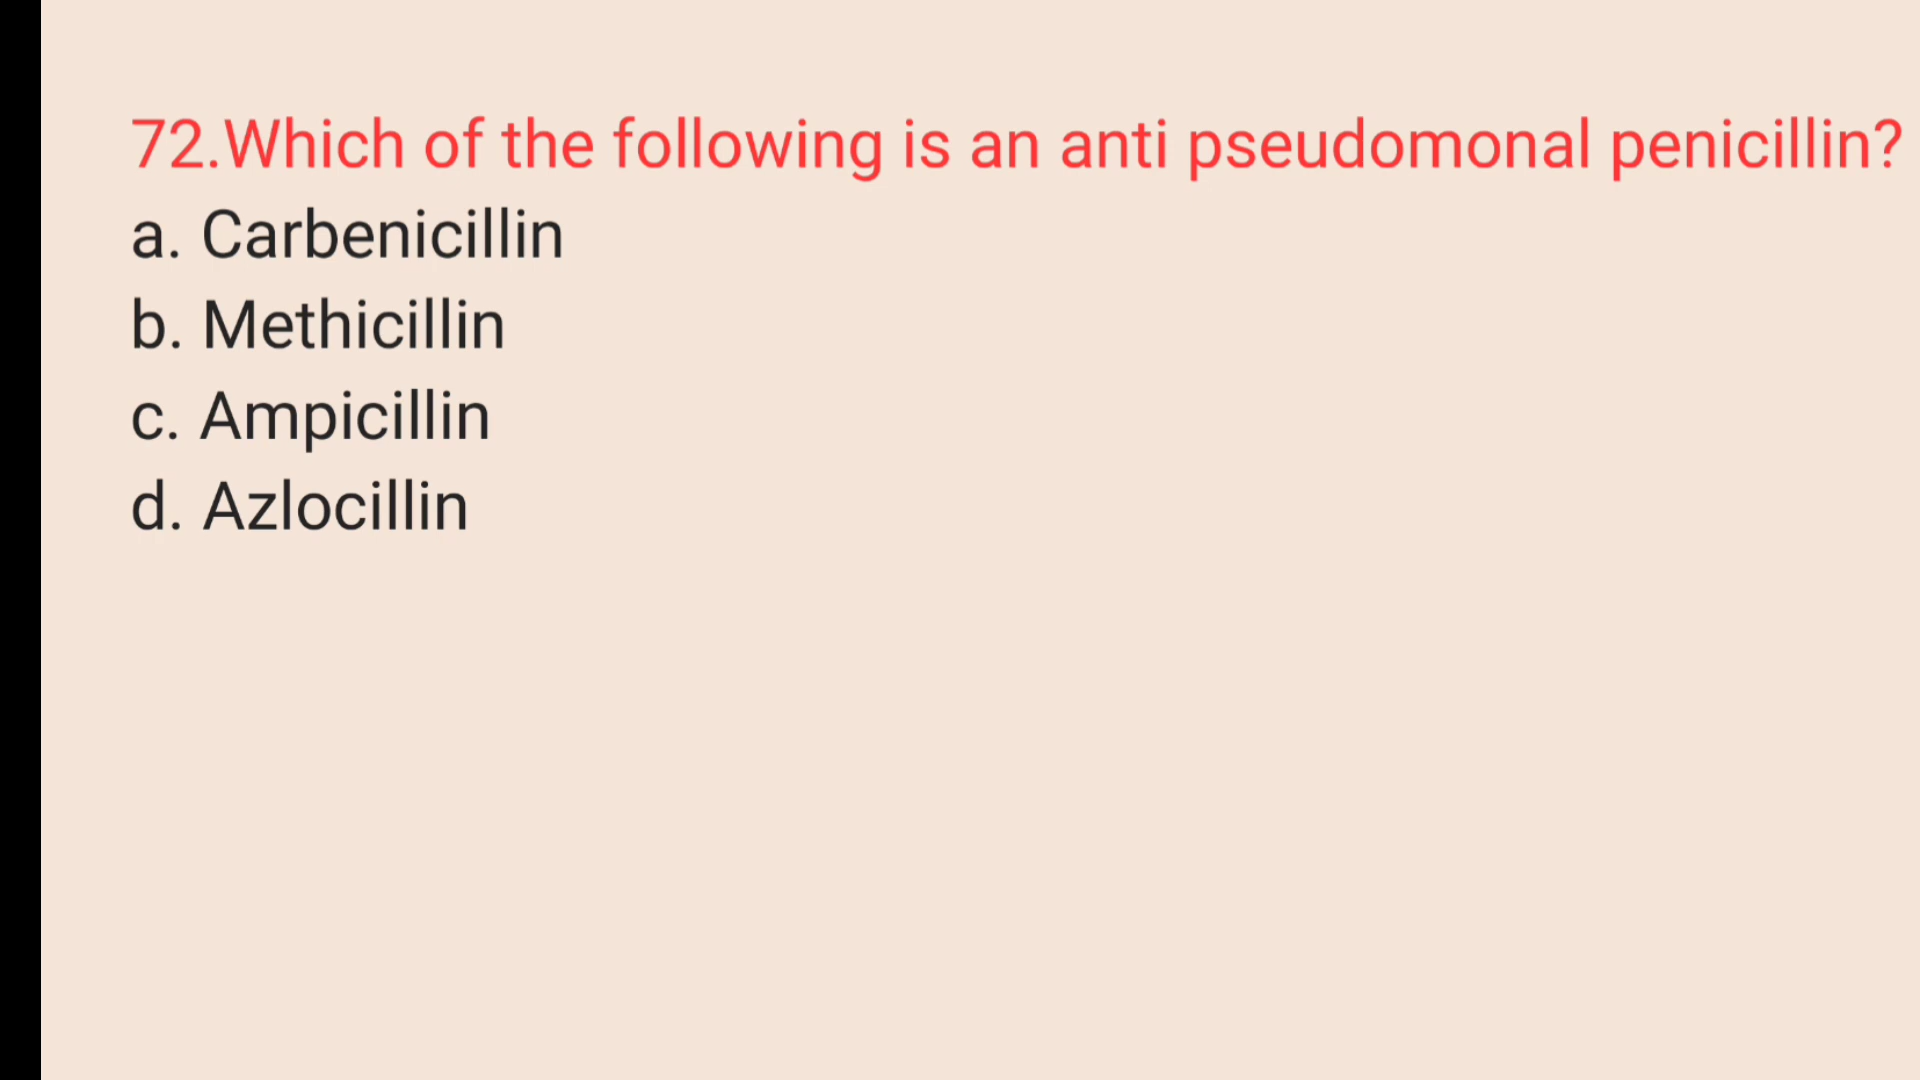 72.Which of the following is an anti pseudomonal penicillin?
a. Carbenicillin
b. Methicillin
c. Ampicillin
d. Azlocillin